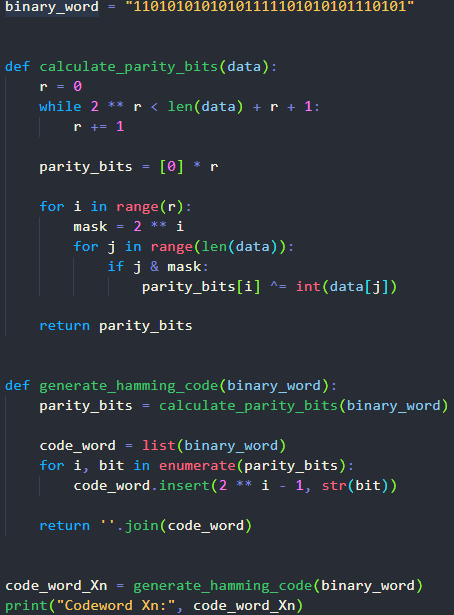 binary_word = "11010101010101111101010101110101"
def calculate_parity_bits(data):
    r = 0
    while 2 ** r < len(data) + r + 1:
        r += 1
    parity_bits = [0] * r
    for i in range(r):
        mask = 2 ** i
        for j in range(len(data)):
            if j & mask:
                parity_bits[i] ^= int(data[j])
    return parity_bits
def generate_hamming_code(binary_word):
    parity_bits = calculate_parity_bits(binary_word)
    code_word = list(binary_word)
    for i, bit in enumerate(parity_bits):
        code_word.insert(2 ** i - 1, str(bit))
    return ''.join(code_word)
code_word_Xn = generate_hamming_code(binary_word)
print("Codeword Xn:", code_word_Xn)